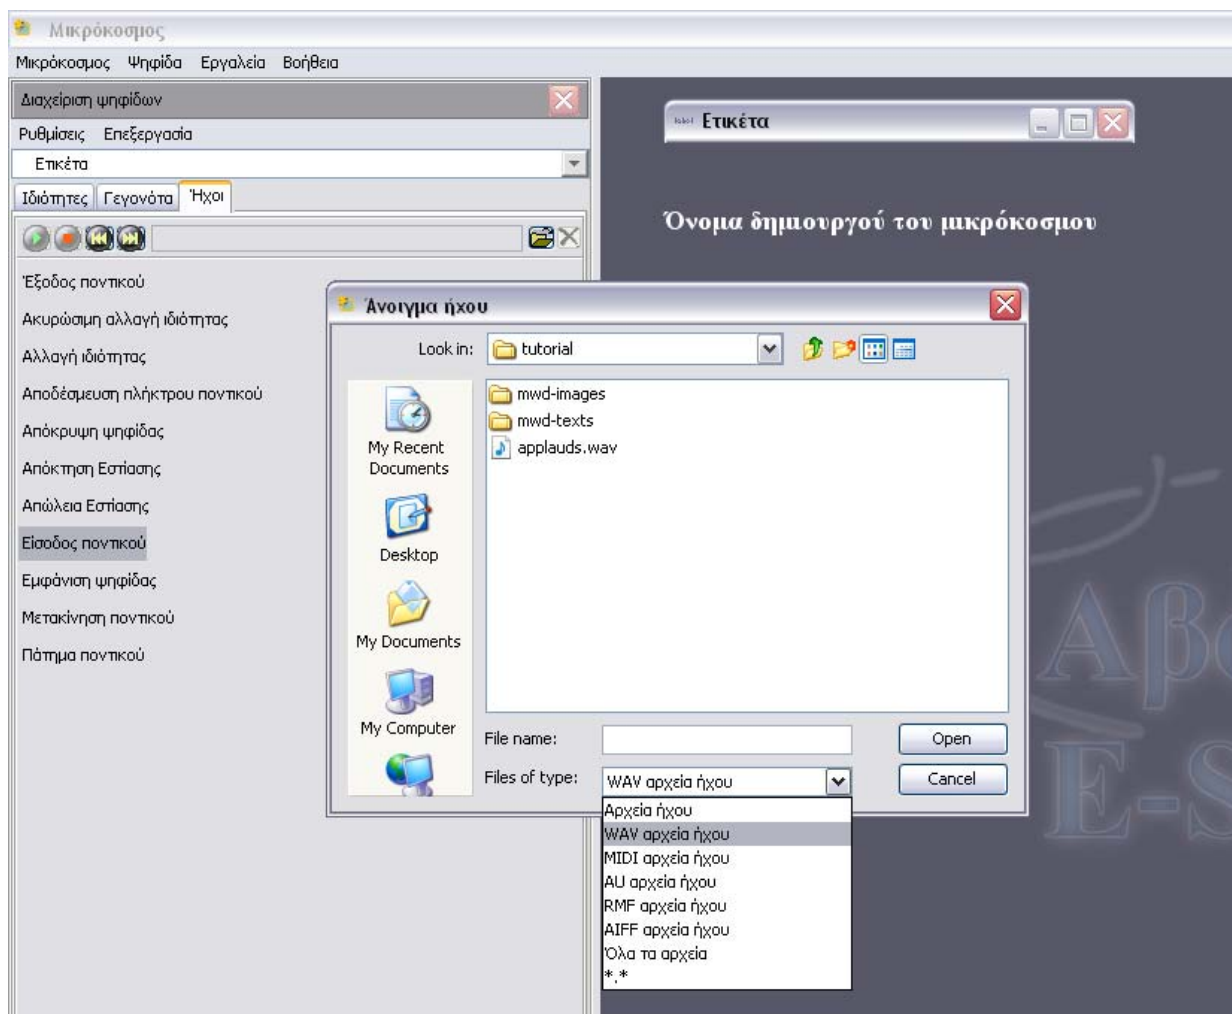 Μικρόκοσμος
Μικρόκοσμος Ψηφίδα Εργαλεία Βοήθεια
Διαχείριση ψηφίδων
Ρυθμίσεις Επεξεργασία
Ετικέτα
Ιδιότητες Γεγονότα Ήχοι
Έξοδος ποντικού
Ακυρώσιμη αλλαγή ιδιότητας
Αλλαγή ιδιότητας
Αποδέσμευση πλήκτρου ποντικού
Απόκρυψη ψηφίδας
Απόκτηση Εστίασης
Απώλεια Εστίασης
Είσοδος ποντικού
Εμφάνιση ψηφίδας
Μετακίνηση ποντικού
Πάτημα ποντικού
Ετικέτα
Όνομα δημιουργού του μικρόκοσμου
Άνοιγμα ήχου
Look in: tutorial
My Recent
Documents
Desktop
My Documents
My Computer
mwd-images
mwd-texts
applauds.wav
File name:
Open
Files of type: WAV αρχεία ήχου
Cancel
Αρχεία ήχου
WAV αρχεία ήχου
MIDI αρχεία ήχου
AU αρχεία ήχου
RMF αρχεία ήχου
AIFF αρχεία ήχου
Όλα τα αρχεία
*.*